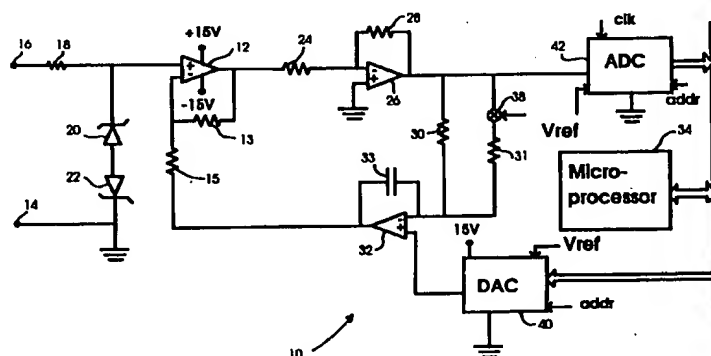 clk
16
18
+15V
12
24
28
42
ADC
26
-15V
13
addr
38
Vref
20
30
34
22
15
33
31
Micro-
processor
14
32
15V
Vref
DAC
addr
40
10